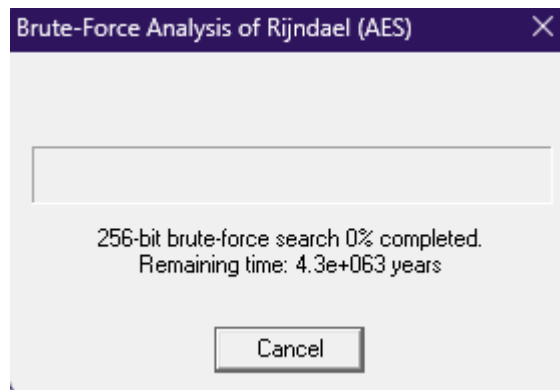 Brute-Force Analysis of Rijndael (AES)
256-bit brute-force search 0% completed.
Remaining time: 4.3e+063 years
Cancel